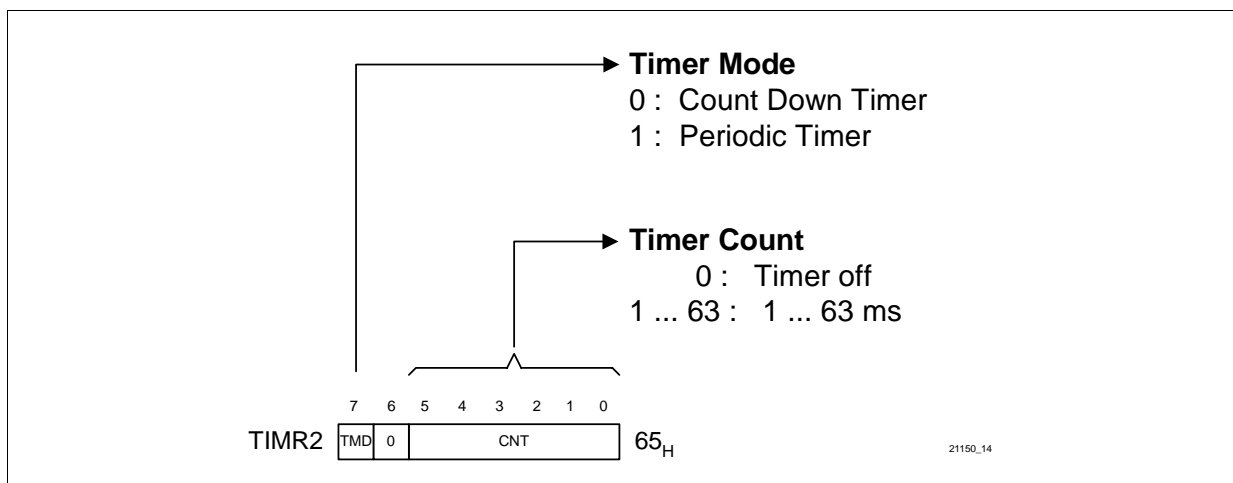 Timer Mode
0 : Count Down Timer
1 : Periodic Timer
Timer Count
0 : Timer off
1 ... 63 : 1 ... 63 ms
7 6 5 4 3 2 1 0
TIMR2 TMD 0 CNT 65H
21150_14